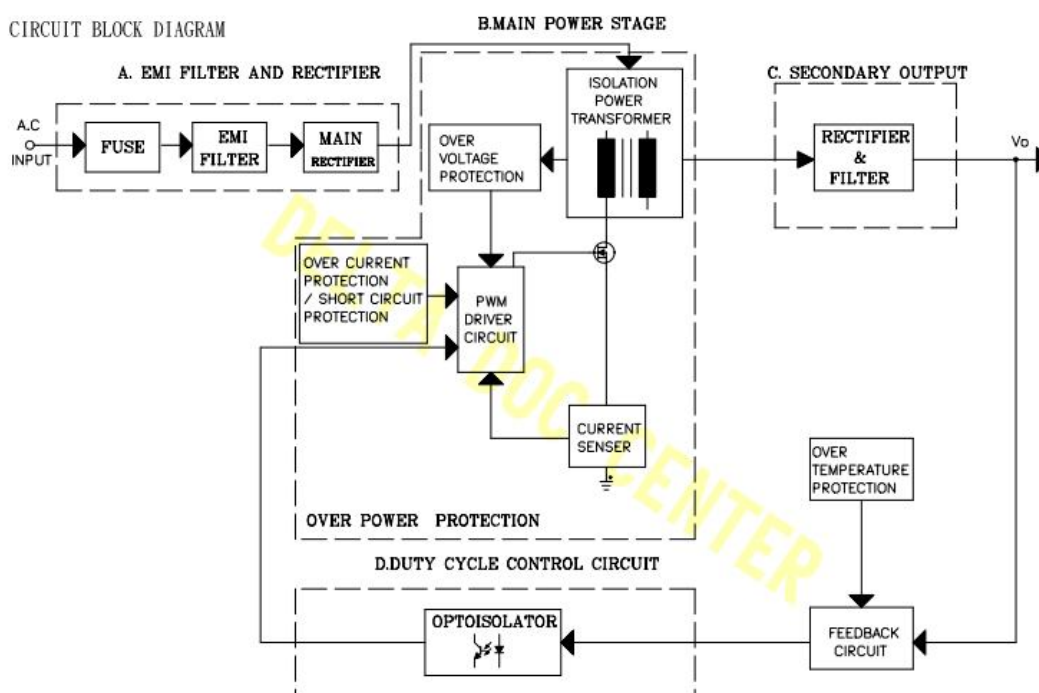 CIRCUIT BLOCK DIAGRAM
B.MAIN POWER STAGE
A. EMI FILTER AND RECTIFIER
C. SECONDARY OUTPUT
A.C
INPUT
FUSE
EMI
FILTER
MAIN
RECTIFIER
ISOLATION
POWER
TRANSFORMER
OVER
VOLTAGE
PROTECTION
RECTIFIER
&
FILTER
Vo
OVER CURRENT
PROTECTION
/ SHORT CIRCUIT
PROTECTION
PWM
DRIVER
CIRCUIT
CURRENT
SENSER
OVER
TEMPERATURE
PROTECTION
OVER POWER PROTECTION
D.DUTY CYCLE CONTROL CIRCUIT
OPTOISOLATOR
FEEDBACK
CIRCUIT
DELTA DOC CENTER